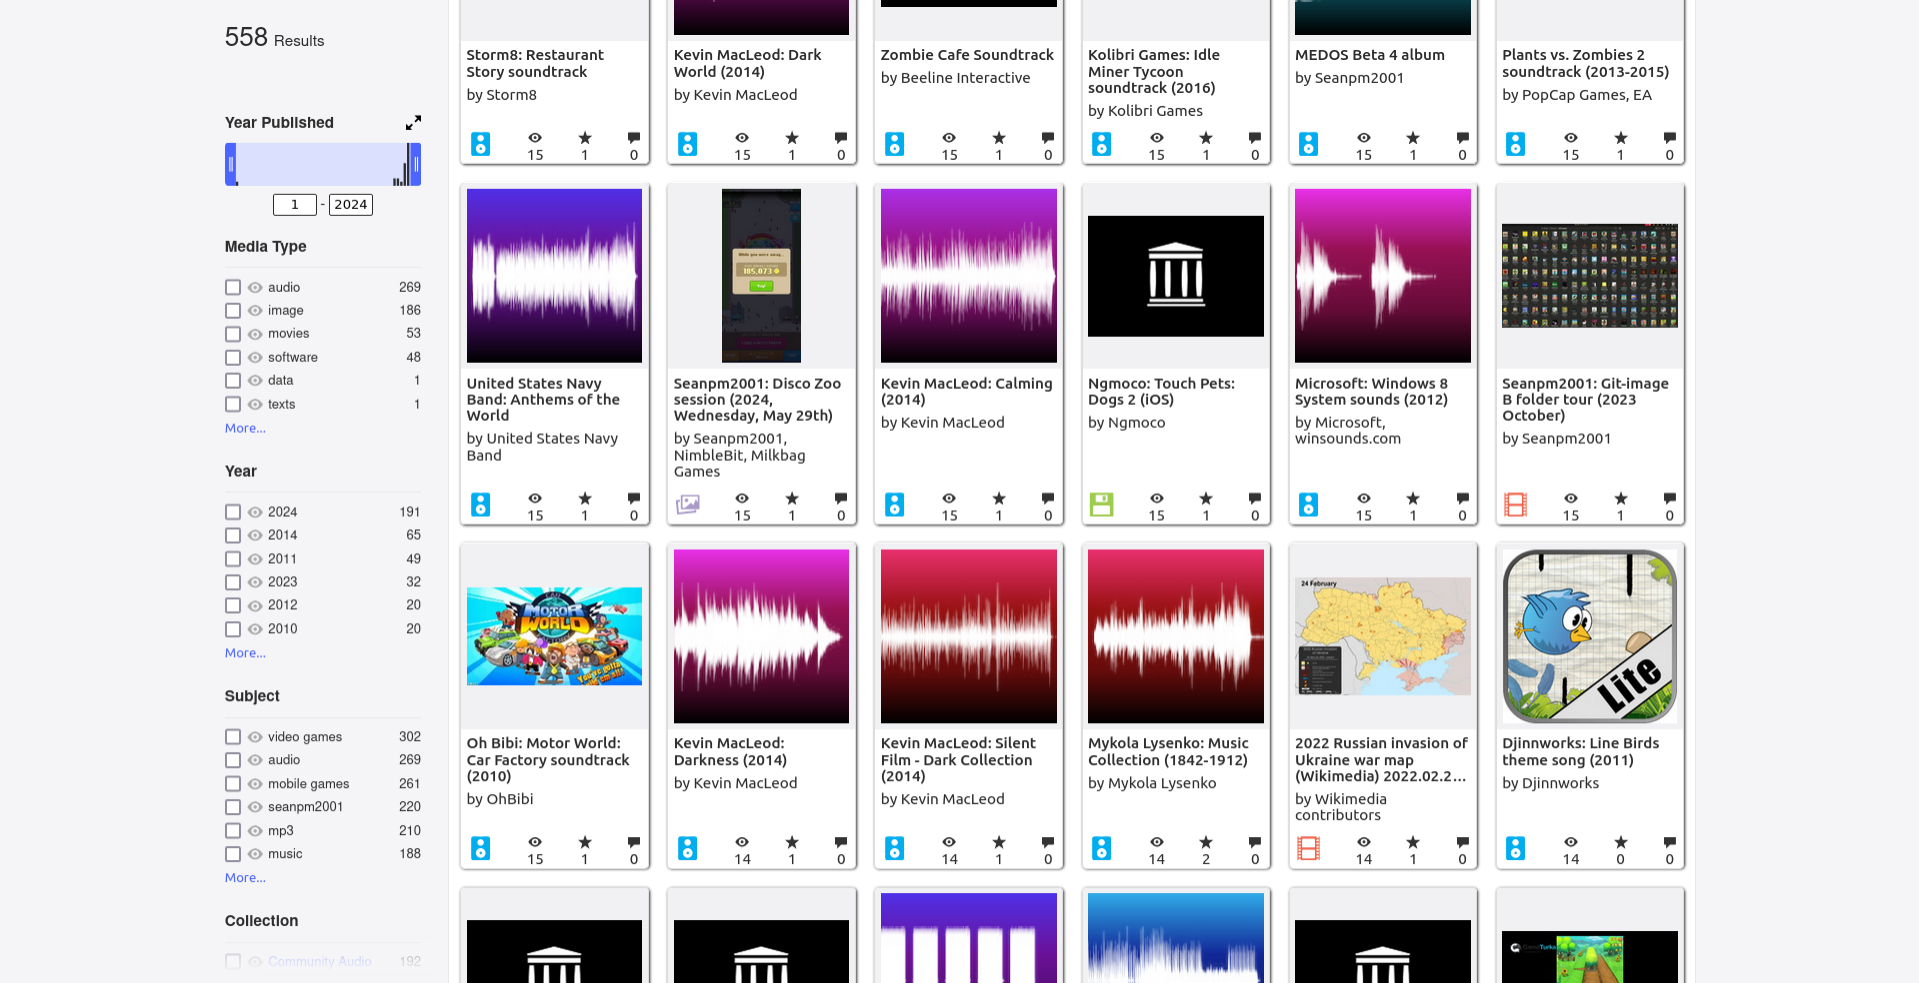 558 Results
Year Published
1 - 2024
Media Type
audio 269
image 186
movies 53
software 48
data 1
texts 1
More...
Year
2024 191
2014 65
2011 49
2023 32
2012 20
2010 20
More...
Subject
video games 302
audio 269
mobile games 261
seanpm2001 220
mp3 210
music 188
More...
Collection
Community Audio 192
Storm8: Restaurant
Story soundtrack
by Storm8
15 1 0
Kevin MacLeod: Dark
World (2014)
by Kevin MacLeod
15 1 0
Zombie Cafe Soundtrack
by Beeline Interactive
15 1 0
Kolibri Games: Idle
Miner Tycoon
soundtrack (2016)
by Kolibri Games
15 1 0
MEDOS Beta 4 album
by Seanpm2001
15 1 0
Plants vs. Zombies 2
soundtrack (2013-2015)
by PopCap Games, EA
15 1 0
United States Navy
Band: Anthems of the
World
by United States Navy
Band
15 1 0
185,073
Seanpm2001: Disco Zoo
session (2024,
Wednesday, May 29th)
by Seanpm2001,
NimbleBit, Milkbag
Games
15 1 0
Kevin MacLeod: Calming
(2014)
by Kevin MacLeod
15 1 0
Ngmoco: Touch Pets:
Dogs 2 (iOS)
by Ngmoco
15 1 0
Microsoft: Windows 8
System sounds (2012)
by Microsoft,
winsounds.com
15 1 0
Seanpm2001: Git-image
B folder tour (2023
October)
by Seanpm2001
15 1 0
MOTOR
WORLD
Oh Bibi: Motor World:
Car Factory soundtrack
(2010)
by OhBibi
15 1 0
Kevin MacLeod:
Darkness (2014)
by Kevin MacLeod
14 1 0
Kevin MacLeod: Silent
Film - Dark Collection
(2014)
by Kevin MacLeod
14 1 0
Mykola Lysenko: Music
Collection (1842-1912)
by Mykola Lysenko
14 2 0
24 February
2022 Russian invasion of
Ukraine war map
(Wikimedia) 2022.02.2...
by Wikimedia
contributors
14 1 0
Lite
Djinnworks: Line Birds
theme song (2011)
by Djinnworks
14 0 0